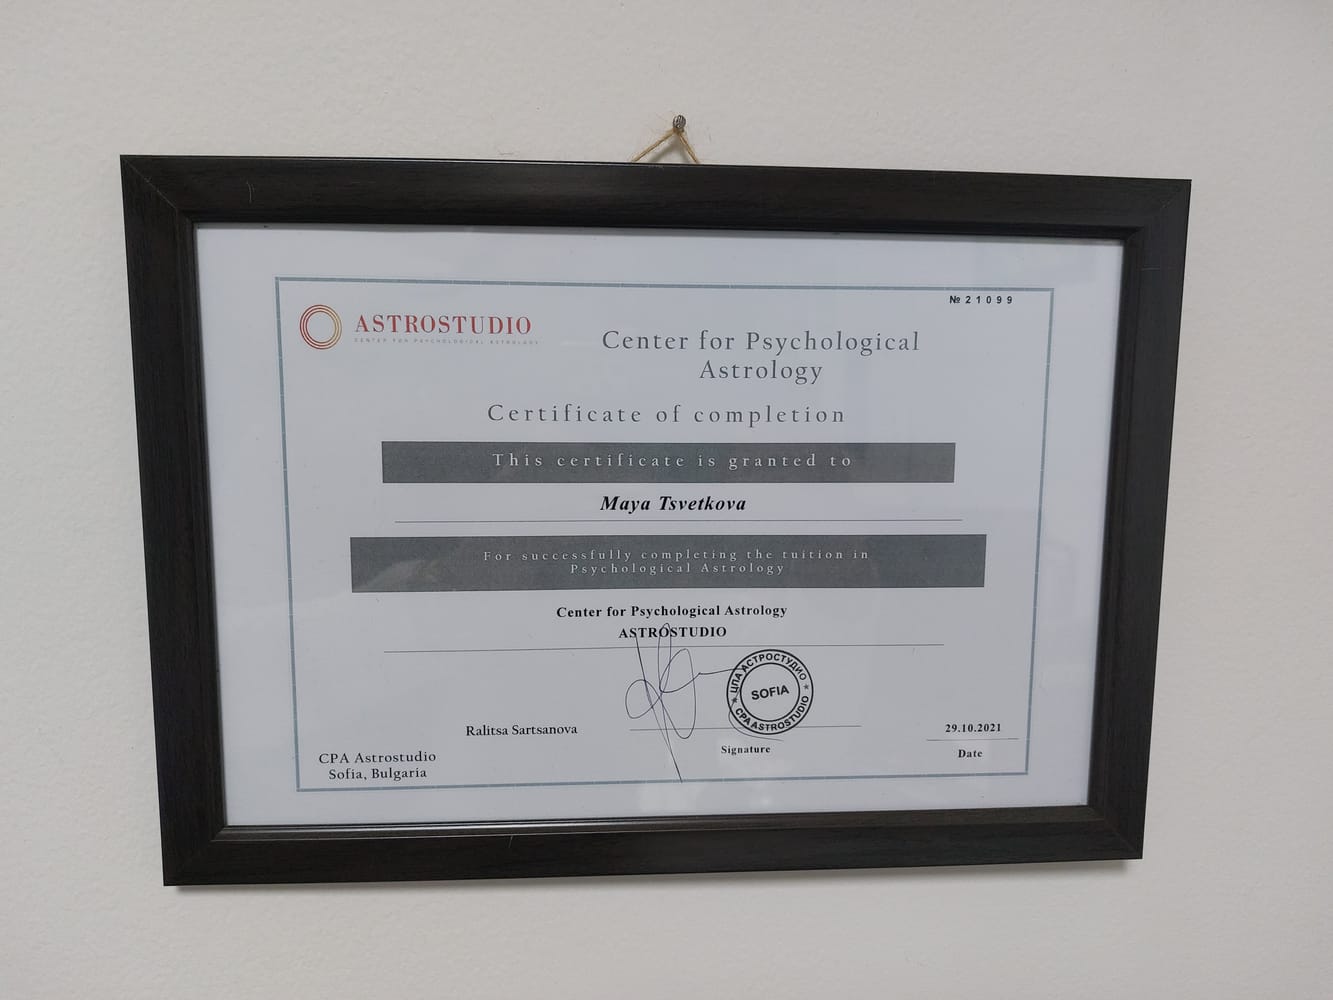 № 21099
ASTROSTUDIO
CENTER FOR PSYCHOLOGICAL ASTROLOGY
Center for Psychological
Astrology
Certificate of completion
This certificate is granted to
Maya Tsvetkova
For successfully completing the tuition in
Psychological Astrology
Center for Psychological Astrology
ASTROSTUDIO
ЦПА АСТРОСТУДИО
SOFIA
CPA ASTROSTUDIO
Ralitsa Sartsanova
Signature
29.10.2021
Date
CPA Astrostudio
Sofia, Bulgaria